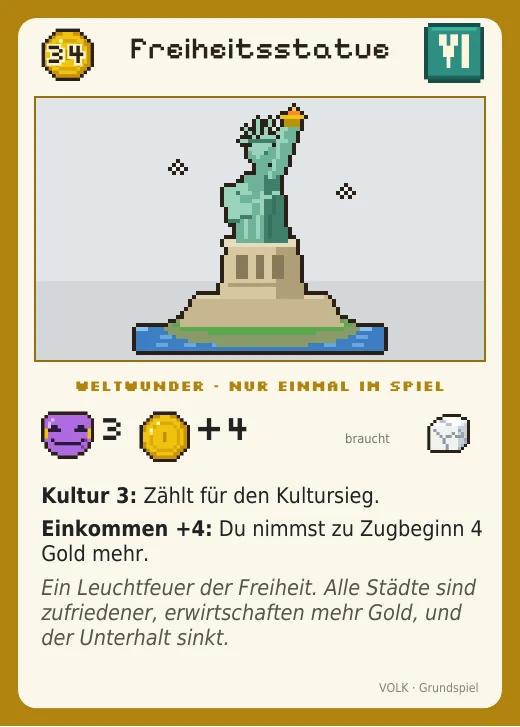 34 Freiheitsstatue VI
WELTWUNDER - NUR EINMAL IM SPIEL
3 +4 braucht
Kultur 3: Zählt für den Kultursieg.
Einkommen +4: Du nimmst zu Zugbeginn 4
Gold mehr.
Ein Leuchtfeuer der Freiheit. Alle Städte sind
zufriedener, erwirtschaften mehr Gold, und
der Unterhalt sinkt.
VOLK · Grundspiel